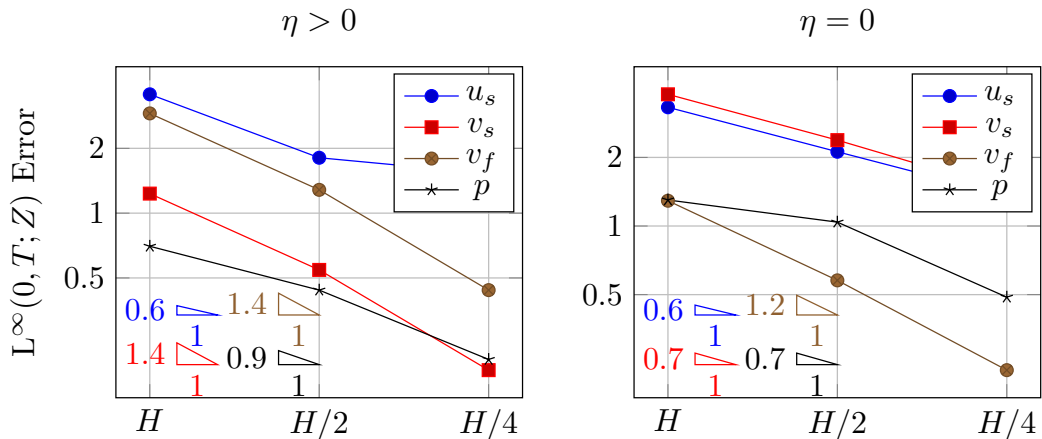 η > 0
η = 0
L∞(0, T; Z) Error
2
1
0.5
u_s
v_s
v_f
p
0.6
1
1.4
1
1.4
1
0.9
1
H
H/2
H/4
2
1
0.5
u_s
v_s
v_f
p
0.6
1
1.2
1
0.7
1
0.7
1
H
H/2
H/4